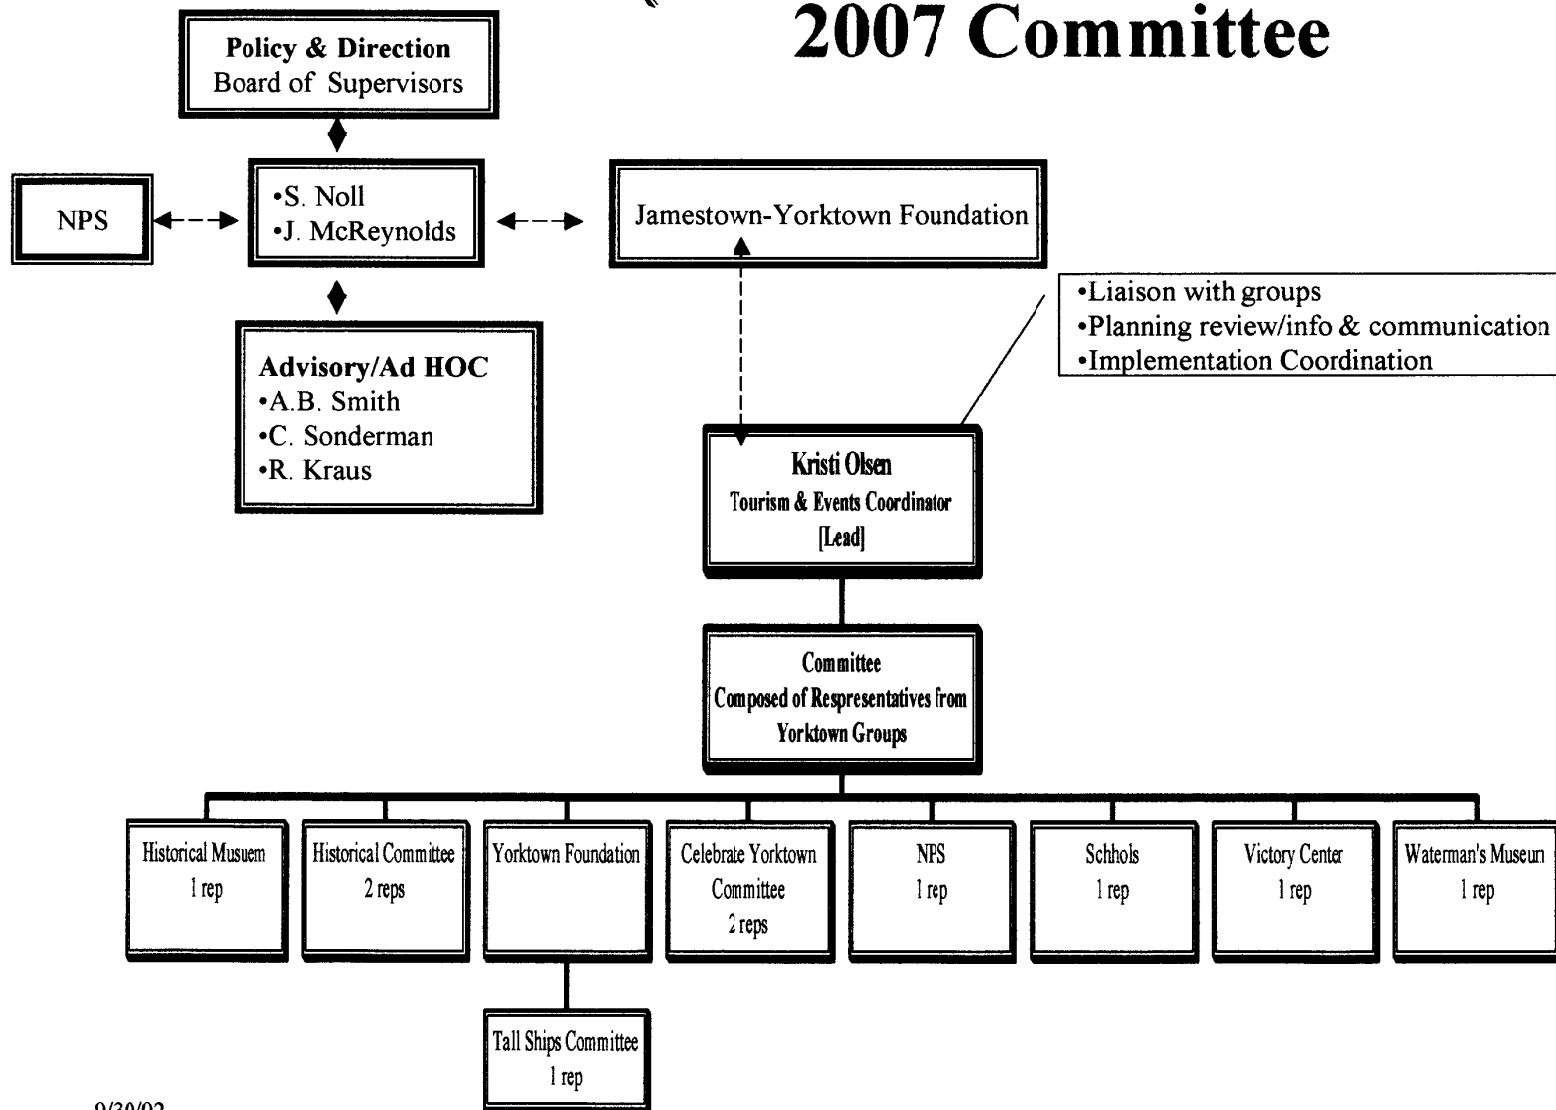 2007 Committee
Policy & Direction
Board of Supervisors
NPS
•S. Noll
•J. McReynolds
Jamestown-Yorktown Foundation
•Liaison with groups
•Planning review/info & communication
•Implementation Coordination
Advisory/Ad HOC
•A.B. Smith
•C. Sonderman
•R. Kraus
Kristi Olsen
Tourism & Events Coordinator
[Lead]
Committee
Composed of Respresentatives from
Yorktown Groups
Historical Musuem
1 rep
Historical Committee
2 reps
Yorktown Foundation
Celebrate Yorktown
Committee
2 reps
NPS
1 rep
Schhols
1 rep
Victory Center
1 rep
Waterman's Museum
1 rep
Tall Ships Committee
1 rep
9/30/02